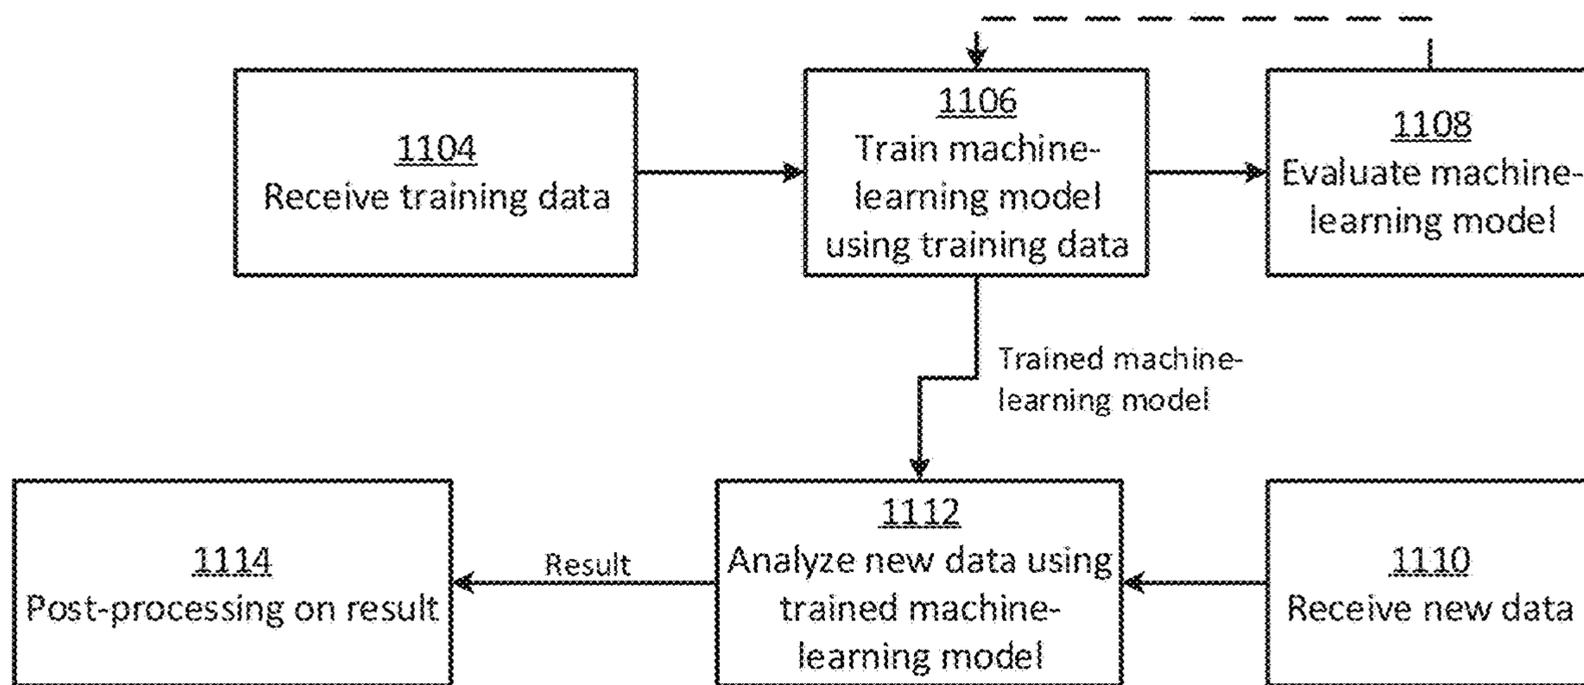 1104
Receive training data
1106
Train machine-
learning model
using training data
1108
Evaluate machine-
learning model
Trained machine-
learning model
1114
Post-processing on result
Result
1112
Analyze new data using
trained machine-
learning model
1110
Receive new data